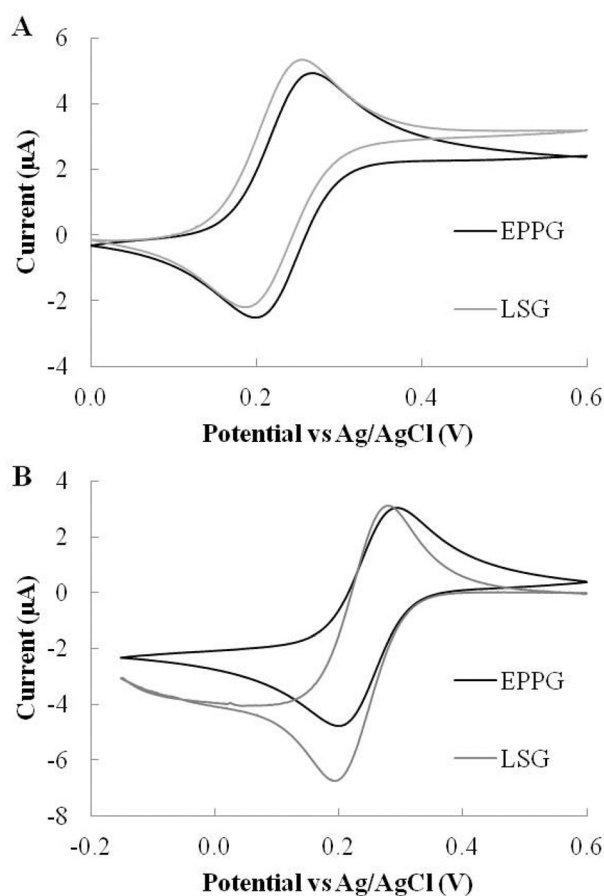 A
6
4
2
0
-2
-4
Current (μA)
EPPG
LSG
0.0 0.2 0.4 0.6
Potential vs Ag/AgCl (V)
B
4
2
0
-2
-4
-6
-8
Current (μA)
EPPG
LSG
-0.2 0.0 0.2 0.4 0.6
Potential vs Ag/AgCl (V)